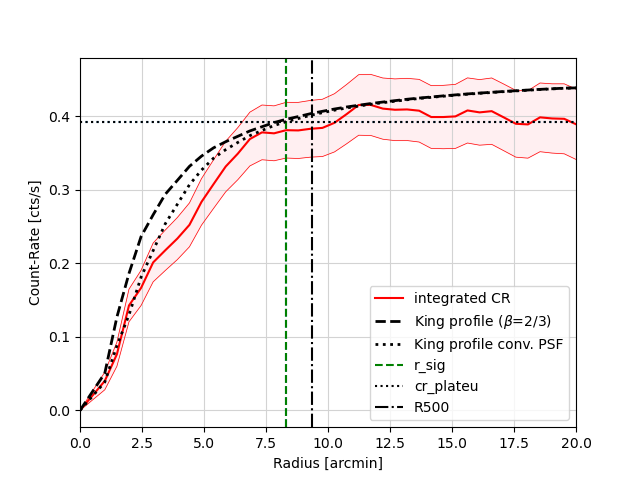 Count-Rate [cts/s]
0.4
0.3
0.2
0.1
0.0
integrated CR
King profile (β=2/3)
King profile conv. PSF
r_sig
cr_plateu
R500
0.0 2.5 5.0 7.5 10.0 12.5 15.0 17.5 20.0
Radius [arcmin]